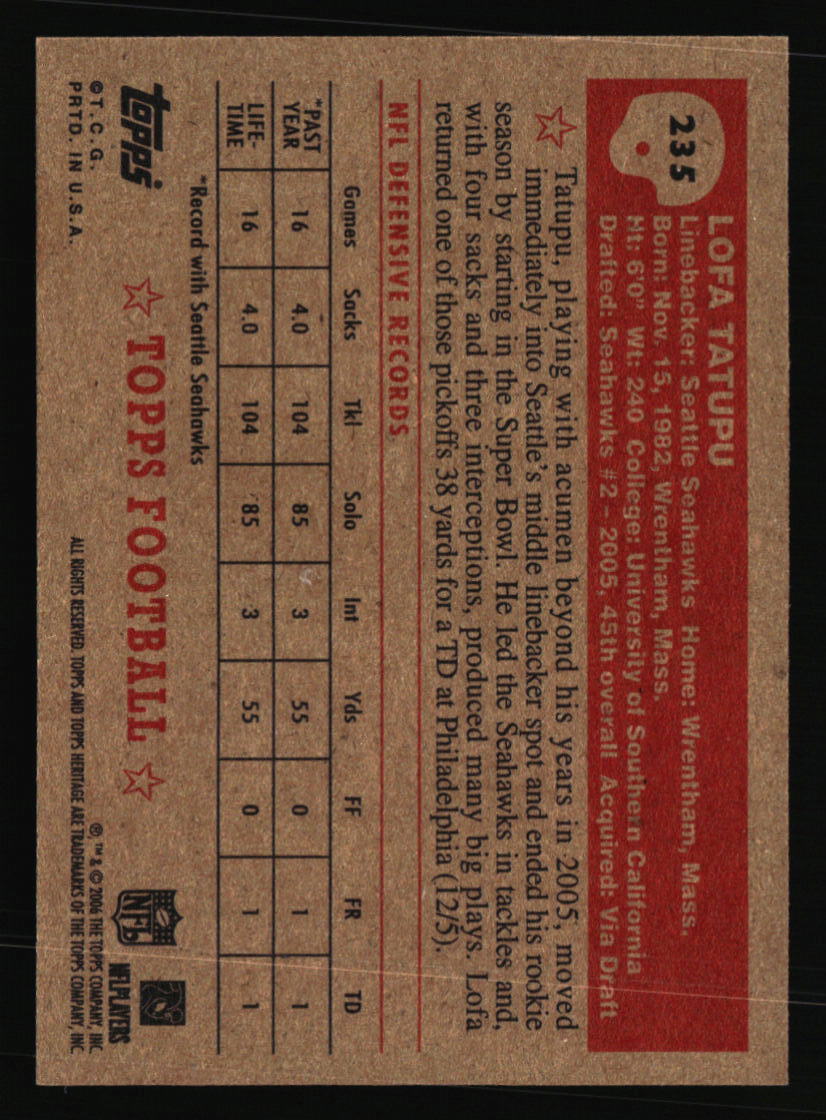 235
LOFA TATUPU
Linebacker: Seattle Seahawks Home: Wrentham, Mass.
Born: Nov. 15, 1982, Wrentham, Mass.
Ht: 6'0" Wt: 240 College: University of Southern California
Drafted: Seahawks #2 – 2005, 45th overall Acquired: Via Draft
Tatupu, playing with acumen beyond his years in 2005, moved
immediately into Seattle's middle linebacker spot and ended his rookie
season by starting in the Super Bowl. He led the Seahawks in tackles and,
with four sacks and three interceptions, produced many big plays. Lofa
returned one of those pickoffs 38 yards for a TD at Philadelphia (12/5).
NFL DEFENSIVE RECORDS
Games Sacks Tkl Solo Int Yds FF FR TD
*PAST
YEAR 16 4.0 104 85 3 55 0 1 1
LIFE-
TIME 16 4.0 104 85 3 55 0 1 1
*Record with Seattle Seahawks
topps
©T.C.G.
PRTD. IN U.S.A.
TOPPS FOOTBALL
NFL
NFLPLAYERS
®, ™ & © 2006 THE TOPPS COMPANY, INC
ALL RIGHTS RESERVED. TOPPS AND TOPPS HERITAGE ARE TRADEMARKS OF THE TOPPS COMPANY, INC